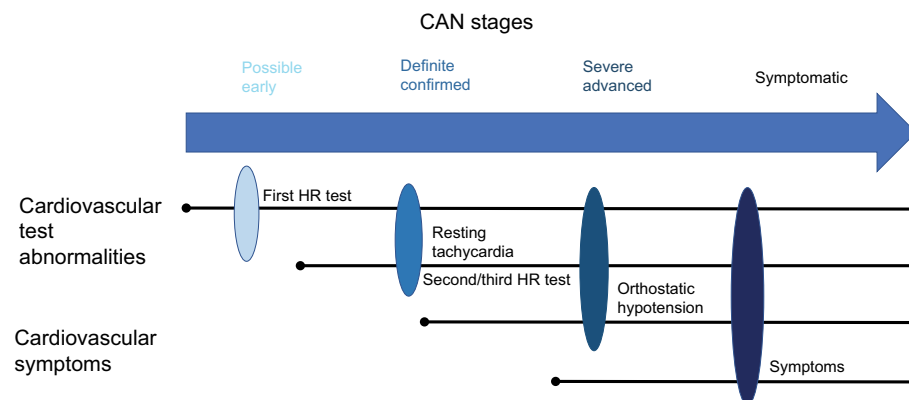 CAN stages
Possible
early
Definite
confirmed
Severe
advanced
Symptomatic
Cardiovascular
test
abnormalities
First HR test
Resting
tachycardia
Second/third HR test
Orthostatic
hypotension
Cardiovascular
symptoms
Symptoms